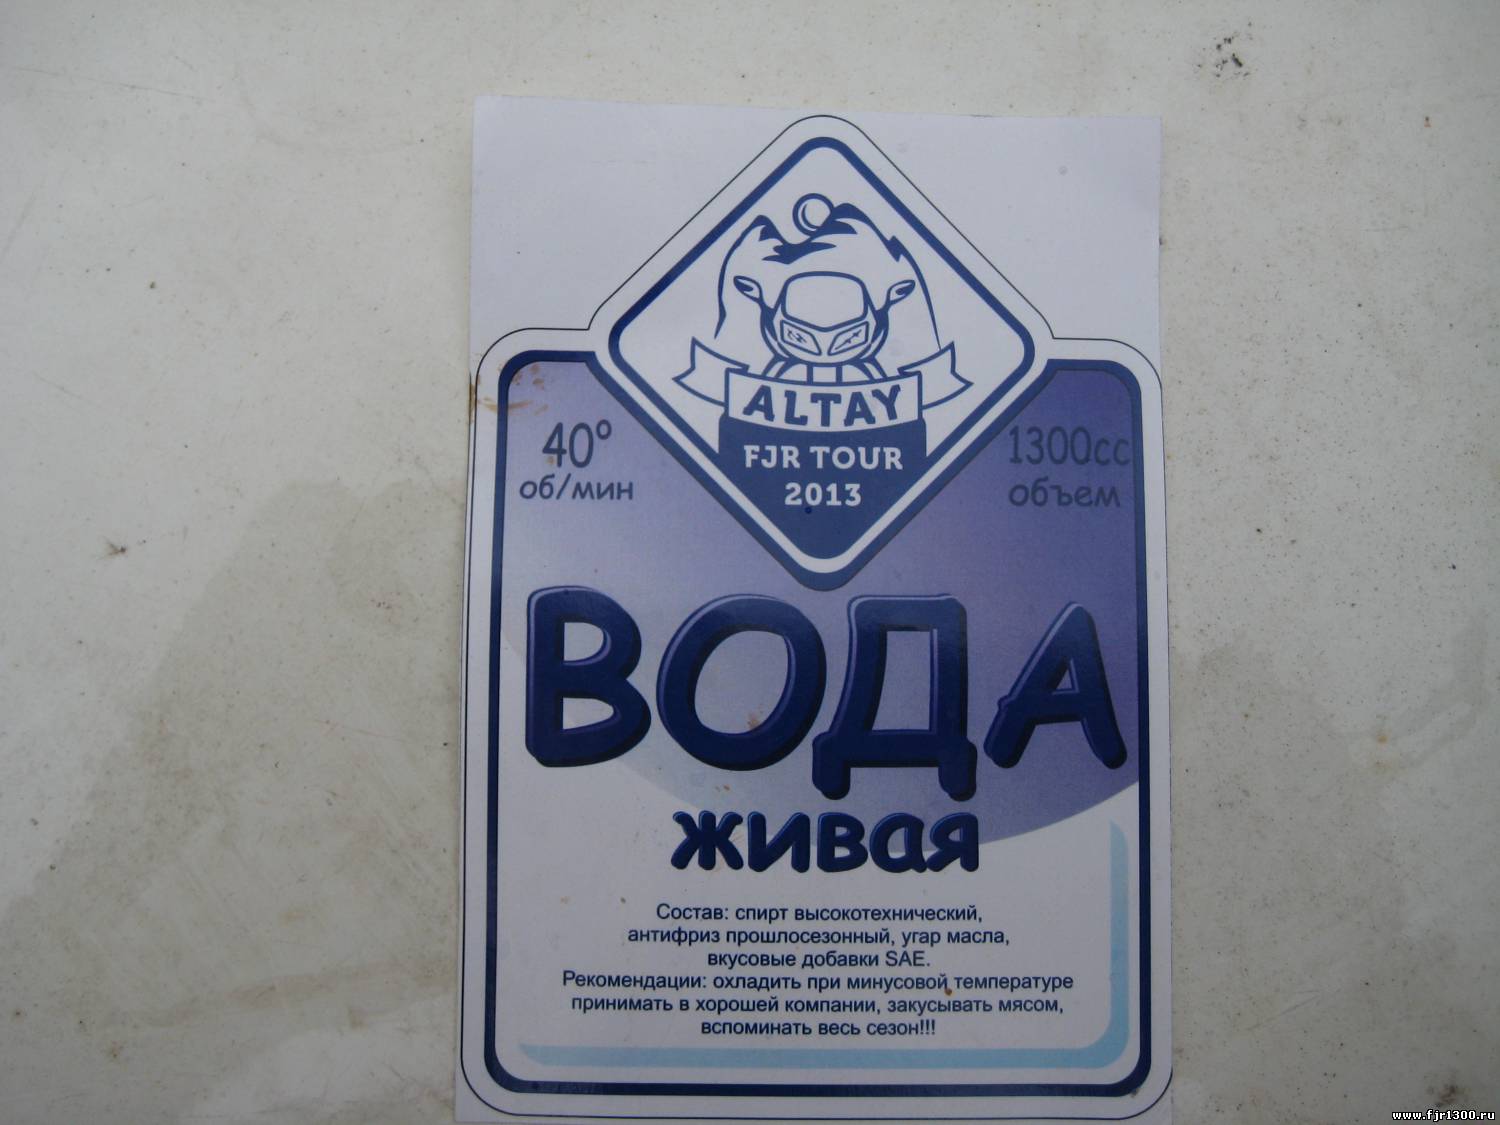 ALTAY
FJR TOUR
2013
40°
об/мин
1300cc
объем
ВОДА
живая
Состав: спирт высокотехнический,
антифриз прошлосезонный, угар масла,
вкусовые добавки SAE.
Рекомендации: охладить при минусовой температуре
принимать в хорошей компании, закусывать мясом,
вспоминать весь сезон!!!
www.fjr1300.ru